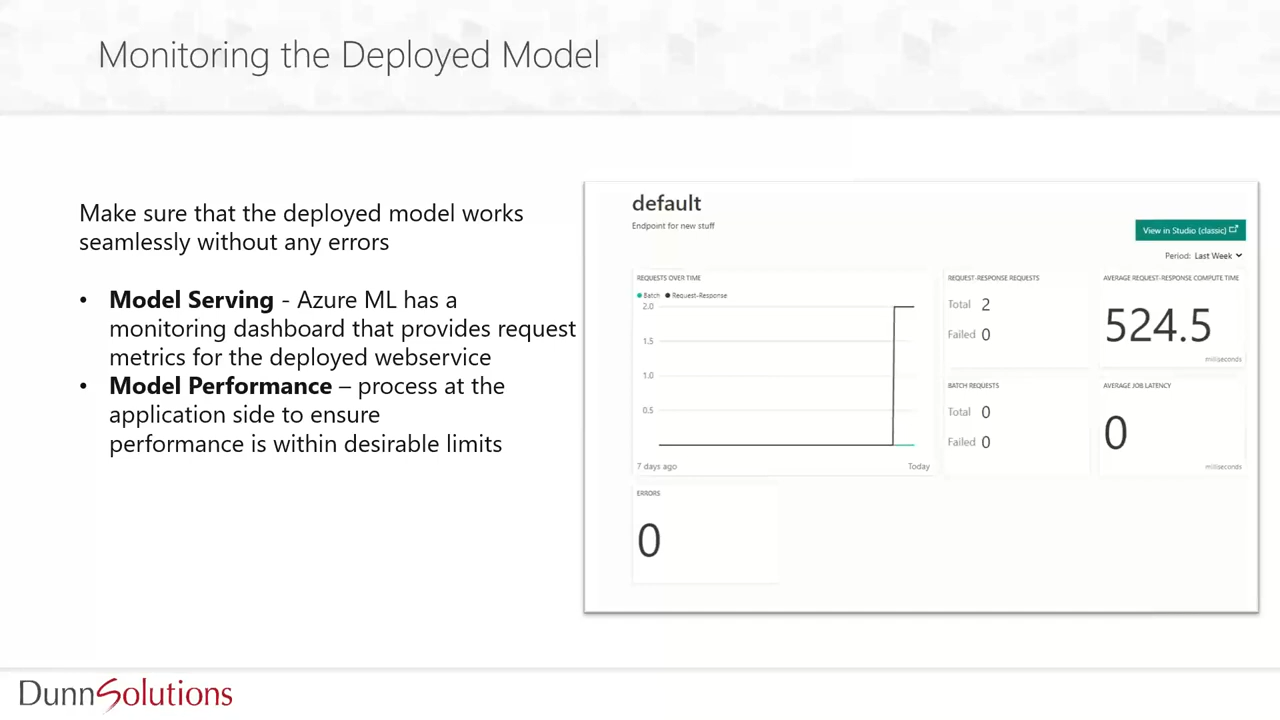 Monitoring the Deployed Model
Make sure that the deployed model works
seamlessly without any errors
• Model Serving - Azure ML has a
monitoring dashboard that provides request
metrics for the deployed webservice
• Model Performance – process at the
application side to ensure
performance is within desirable limits
default
Endpoint for new stuff
View in Studio (classic)
Period: Last Week
REQUESTS OVER TIME
Batch Request-Response
2.0
1.5
1.0
0.5
7 days ago Today
REQUEST-RESPONSE REQUESTS
Total 2
Failed 0
AVERAGE REQUEST-RESPONSE COMPUTE TIME
524.5
milliseconds
BATCH REQUESTS
Total 0
Failed 0
AVERAGE JOB LATENCY
0
milliseconds
ERRORS
0
DunnSolutions